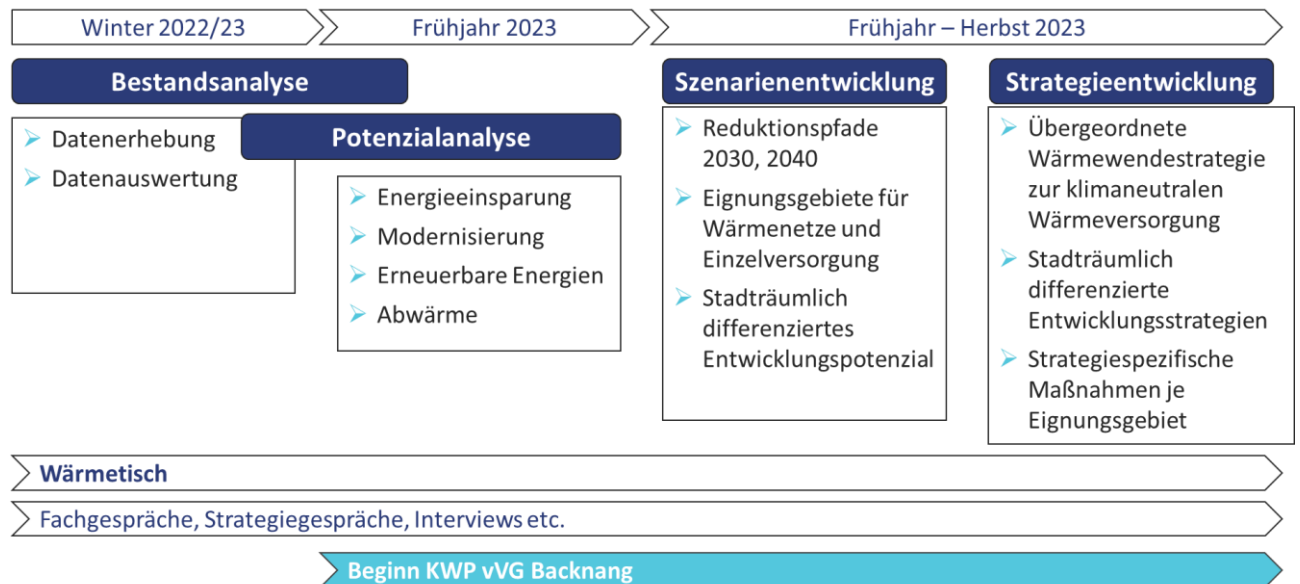 Winter 2022/23
Frühjahr 2023
Frühjahr – Herbst 2023
Bestandsanalyse
Datenerhebung
Datenauswertung
Potenzialanalyse
Energieeinsparung
Modernisierung
Erneuerbare Energien
Abwärme
Szenarienentwicklung
Reduktionspfade
2030, 2040
Eignungsgebiete für
Wärmenetze und
Einzelversorgung
Stadträumlich
differenziertes
Entwicklungspotenzial
Strategieentwicklung
Übergeordnete
Wärmewendestrategie
zur klimaneutralen
Wärmeversorgung
Stadträumlich
differenzierte
Entwicklungsstrategien
Strategiespezifische
Maßnahmen je
Eignungsgebiet
Wärmetisch
Fachgespräche, Strategiegespräche, Interviews etc.
Beginn KWP vVG Backnang